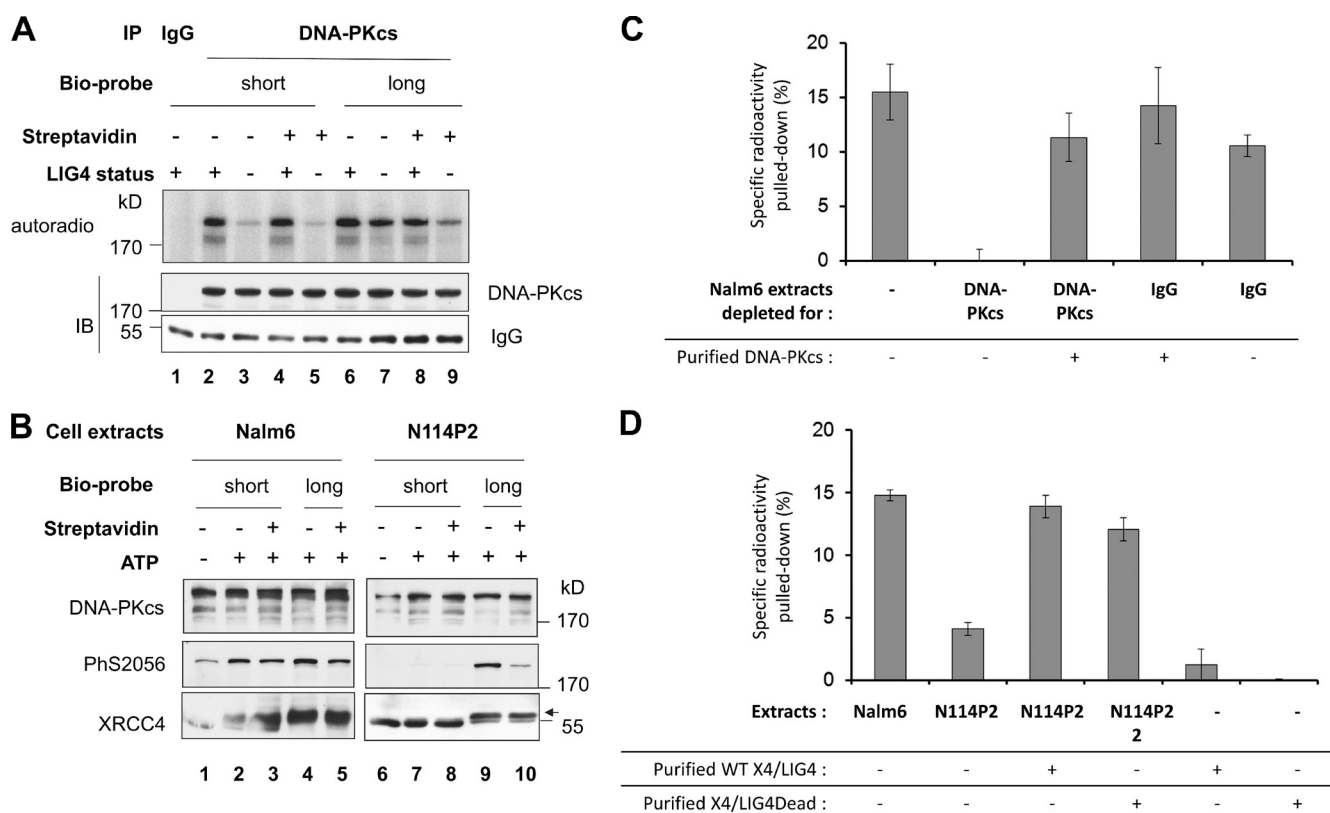 A
IP IgG DNA-PKcs
Bio-probe short long
Streptavidin - - - + + - - + +
LIG4 status + + - + - + - + -
kD
autoradio
170
DNA-PKcs
170
IB 55
IgG
1 2 3 4 5 6 7 8 9
B
Cell extracts Nalm6 N114P2
Bio-probe short long short long
Streptavidin - - + - + - - + - +
ATP - + + + + - + + + +
kD
DNA-PKcs
170
PhS2056
170
XRCC4
55
1 2 3 4 5 6 7 8 9 10
C
Specific radioactivity
pulled-down (%)
20
15
10
5
0
Nalm6 extracts - DNA- DNA- IgG IgG
depleted for : PKcs PKcs
Purified DNA-PKcs : - - + + -
D
Specific radioactivity
pulled-down (%)
20
15
10
5
0
Extracts : Nalm6 N114P2 N114P2 N114P2 - -
2
Purified WT X4/LIG4 : - - + - + -
Purified X4/LIG4Dead : - - - + - +